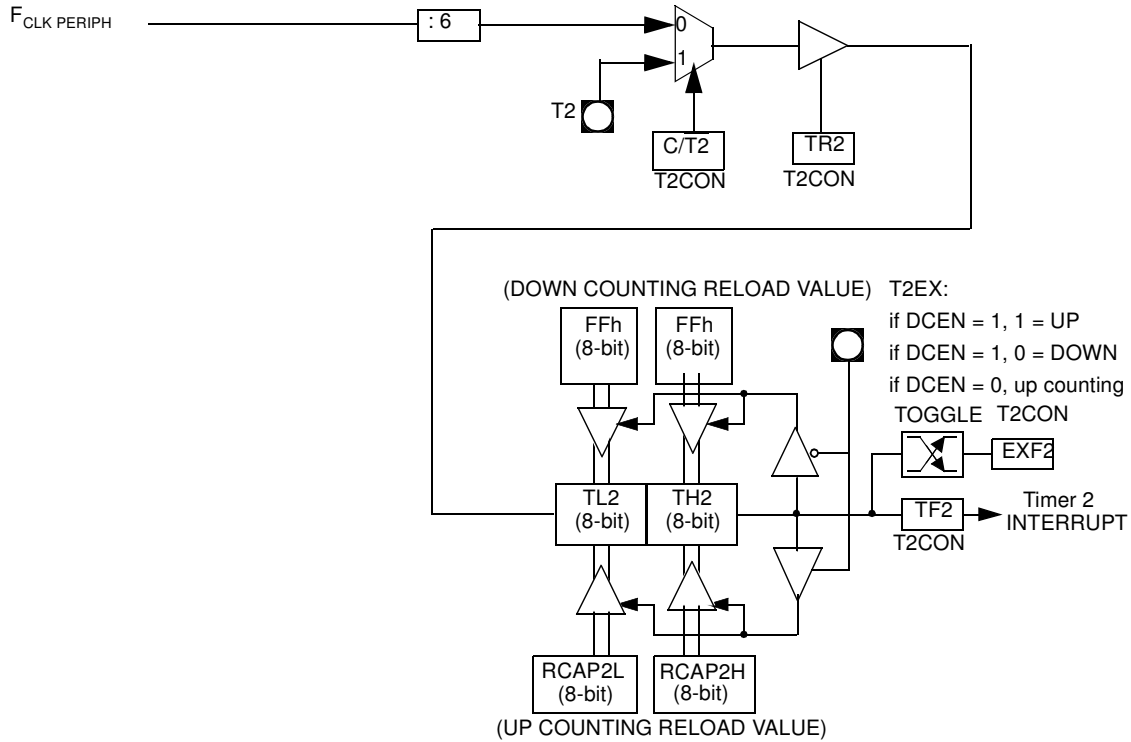 FCLK PERIPH
: 6
0
1
T2
C/T2
TR2
T2CON
T2CON
(DOWN COUNTING RELOAD VALUE)
T2EX:
if DCEN = 1, 1 = UP
if DCEN = 1, 0 = DOWN
if DCEN = 0, up counting
FFh
(8-bit)
FFh
(8-bit)
TOGGLE
T2CON
EXF2
TL2
(8-bit)
TH2
(8-bit)
TF2
T2CON
Timer 2
INTERRUPT
RCAP2L
(8-bit)
RCAP2H
(8-bit)
(UP COUNTING RELOAD VALUE)